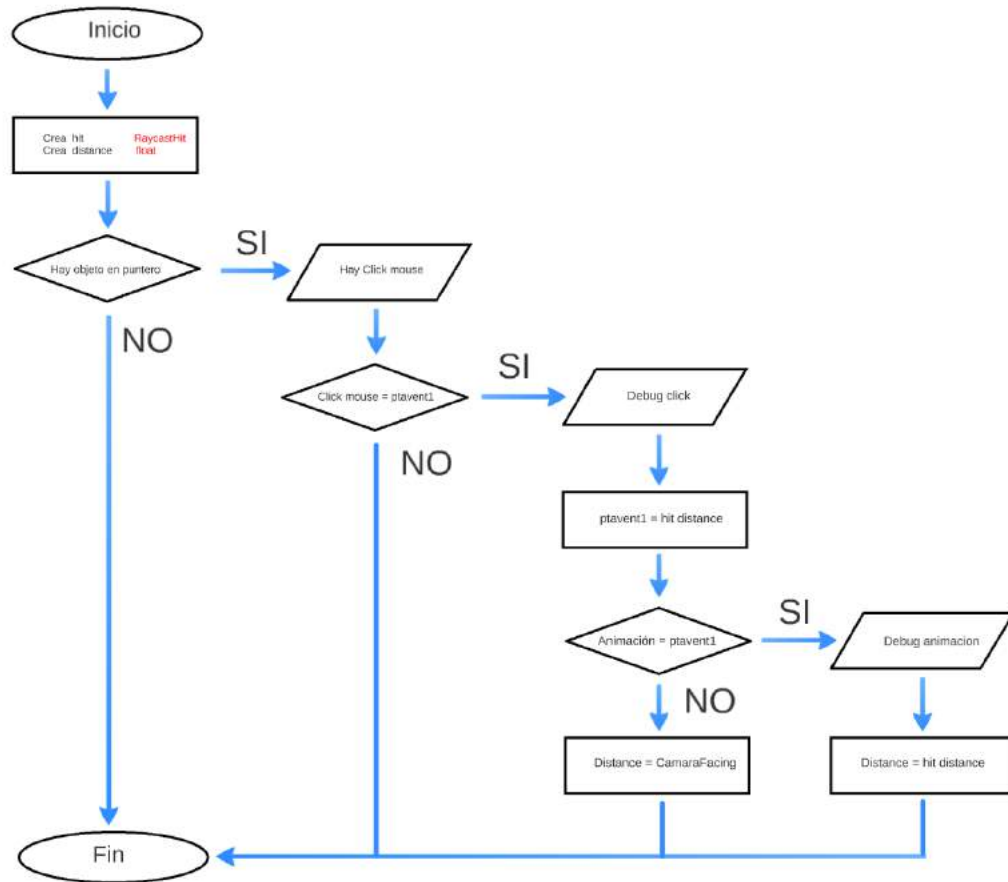 Inicio
Crea hit RaycastHit
Crea distance float
Hay objeto en puntero
SI
Hay Click mouse
NO
Click mouse = ptavent1
SI
Debug click
NO
ptavent1 = hit distance
Animación = ptavent1
SI
Debug animacion
NO
Distance = CamaraFacing
Distance = hit distance
Fin